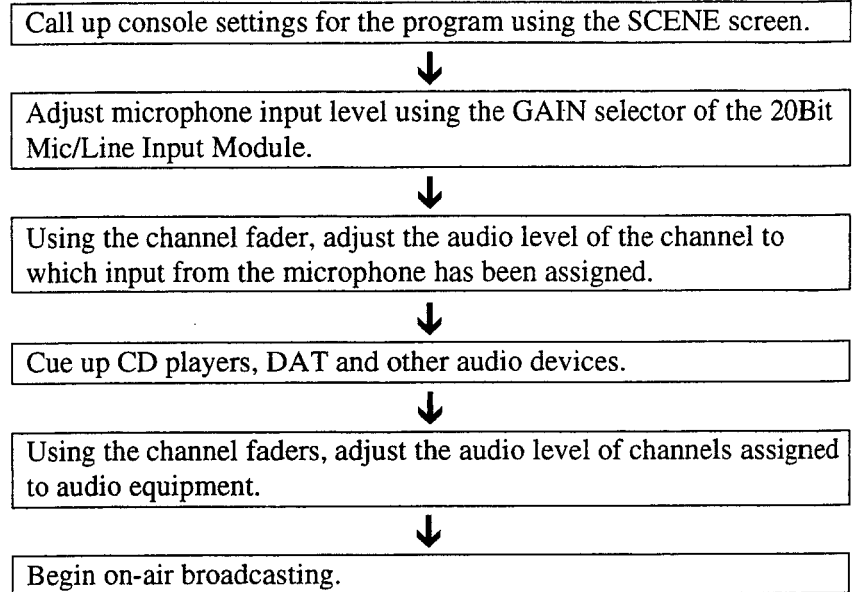 Call up console settings for the program using the SCENE screen.
Adjust microphone input level using the GAIN selector of the 20Bit
Mic/Line Input Module.
Using the channel fader, adjust the audio level of the channel to
which input from the microphone has been assigned.
Cue up CD players, DAT and other audio devices.
Using the channel faders, adjust the audio level of channels assigned
to audio equipment.
Begin on-air broadcasting.